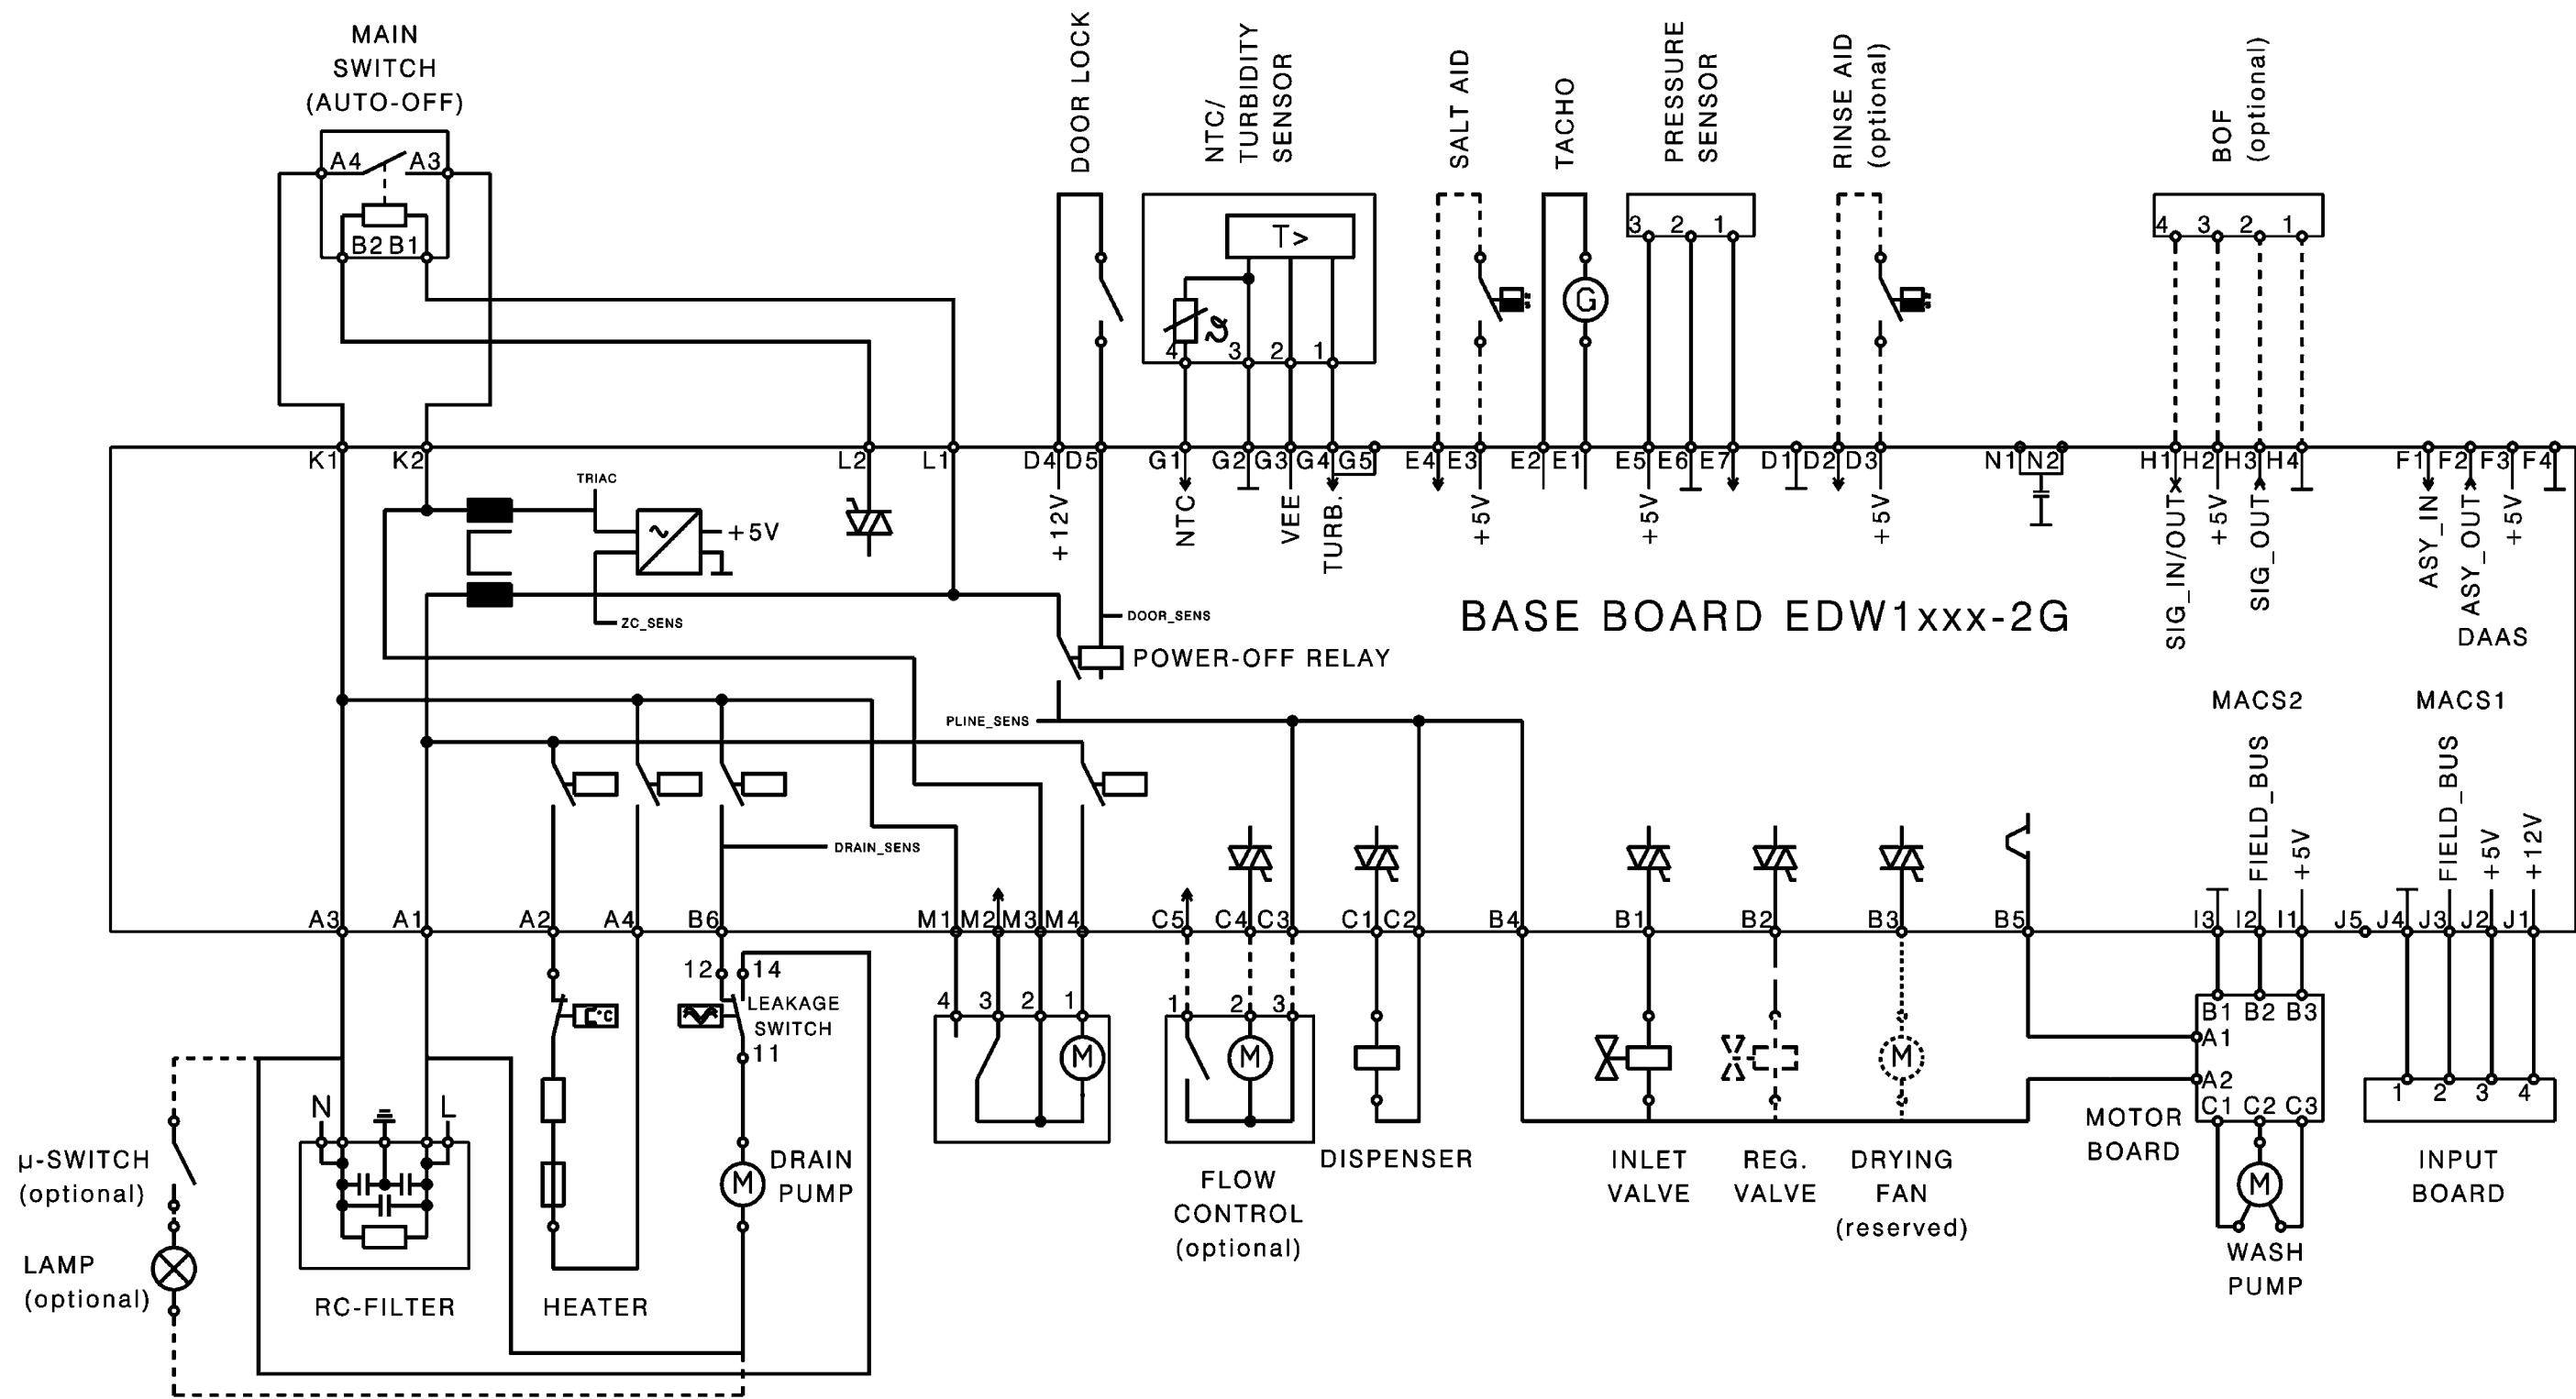 MAIN
SWITCH
(AUTO-OFF)
A4 A3
B2 B1
DOOR LOCK
NTC/
TURBIDITY
SENSOR
T>
4 3 2 1
SALT AID
TACHO
G
PRESSURE
SENSOR
3 2 1
RINSE AID
(optional)
BOF
(optional)
4 3 2 1
K1 K2 L2 L1 D4 D5 G1 G2 G3 G4 G5 E4 E3 E2 E1 E5 E6 E7 D1 D2 D3 N1 N2 H1 H2 H3 H4 F1 F2 F3 F4
TRIAC
+5V
ZC_SENS
+12V
NTC
VEE
TURB.
+5V
+5V
+5V
SIG_IN/OUT
+5V
SIG_OUT
ASY_IN
ASY_OUT
+5V
DAAS
DOOR_SENS
BASE BOARD EDW1xxx-2G
POWER-OFF RELAY
PLINE_SENS
DRAIN_SENS
MACS2
MACS1
FIELD_BUS
+5V
FIELD_BUS
+5V
+12V
A3 A1 A2 A4 B6 M1 M2 M3 M4 C5 C4 C3 C1 C2 B4 B1 B2 B3 B5 I3 I2 I1 J5 J4 J3 J2 J1
12 14
LEAKAGE
SWITCH
11
°C
4 3 2 1
M
1 2 3
M
M
B1 B2 B3
A1
A2
C1 C2 C3
1 2 3 4
N L
µ-SWITCH
(optional)
LAMP
(optional)
RC-FILTER
HEATER
M
DRAIN
PUMP
FLOW
CONTROL
(optional)
DISPENSER
INLET
VALVE
REG.
VALVE
DRYING
FAN
(reserved)
MOTOR
BOARD
M
WASH
PUMP
INPUT
BOARD